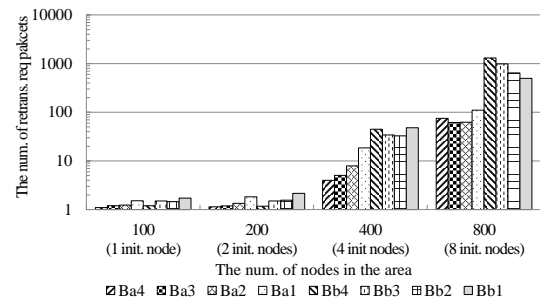 The num. of retrans. req pakcets
10000
1000
100
10
1
100 200 400 800
(1 init. node) (2 init. nodes) (4 init nodes) (8 init. nodes)
The num. of nodes in the area
Ba4 Ba3 Ba2 Ba1 Bb4 Bb3 Bb2 Bb1